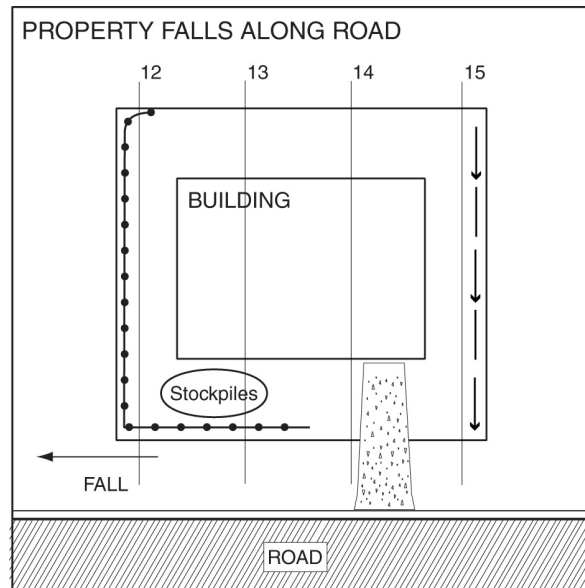 PROPERTY FALLS ALONG ROAD
12 13 14 15
BUILDING
Stockpiles
FALL
ROAD